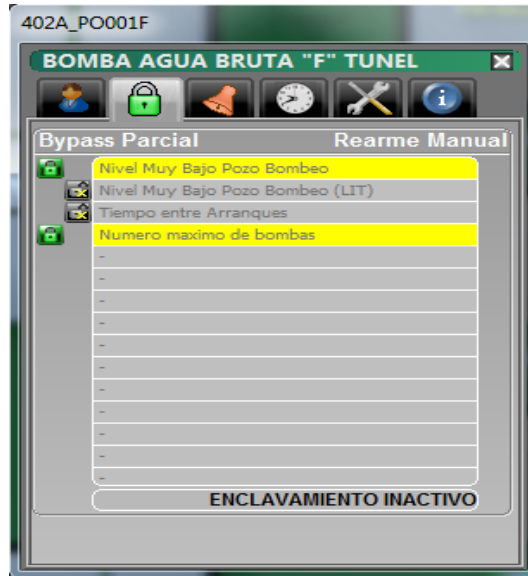 402A_PO001F
BOMBA AGUA BRUTA "F" TUNEL
Bypass Parcial Rearme Manual
Nivel Muy Bajo Pozo Bombeo
Nivel Muy Bajo Pozo Bombeo (LIT)
Tiempo entre Arranques
Numero maximo de bombas
-
-
-
-
-
-
-
-
-
-
-
ENCLAVAMIENTO INACTIVO